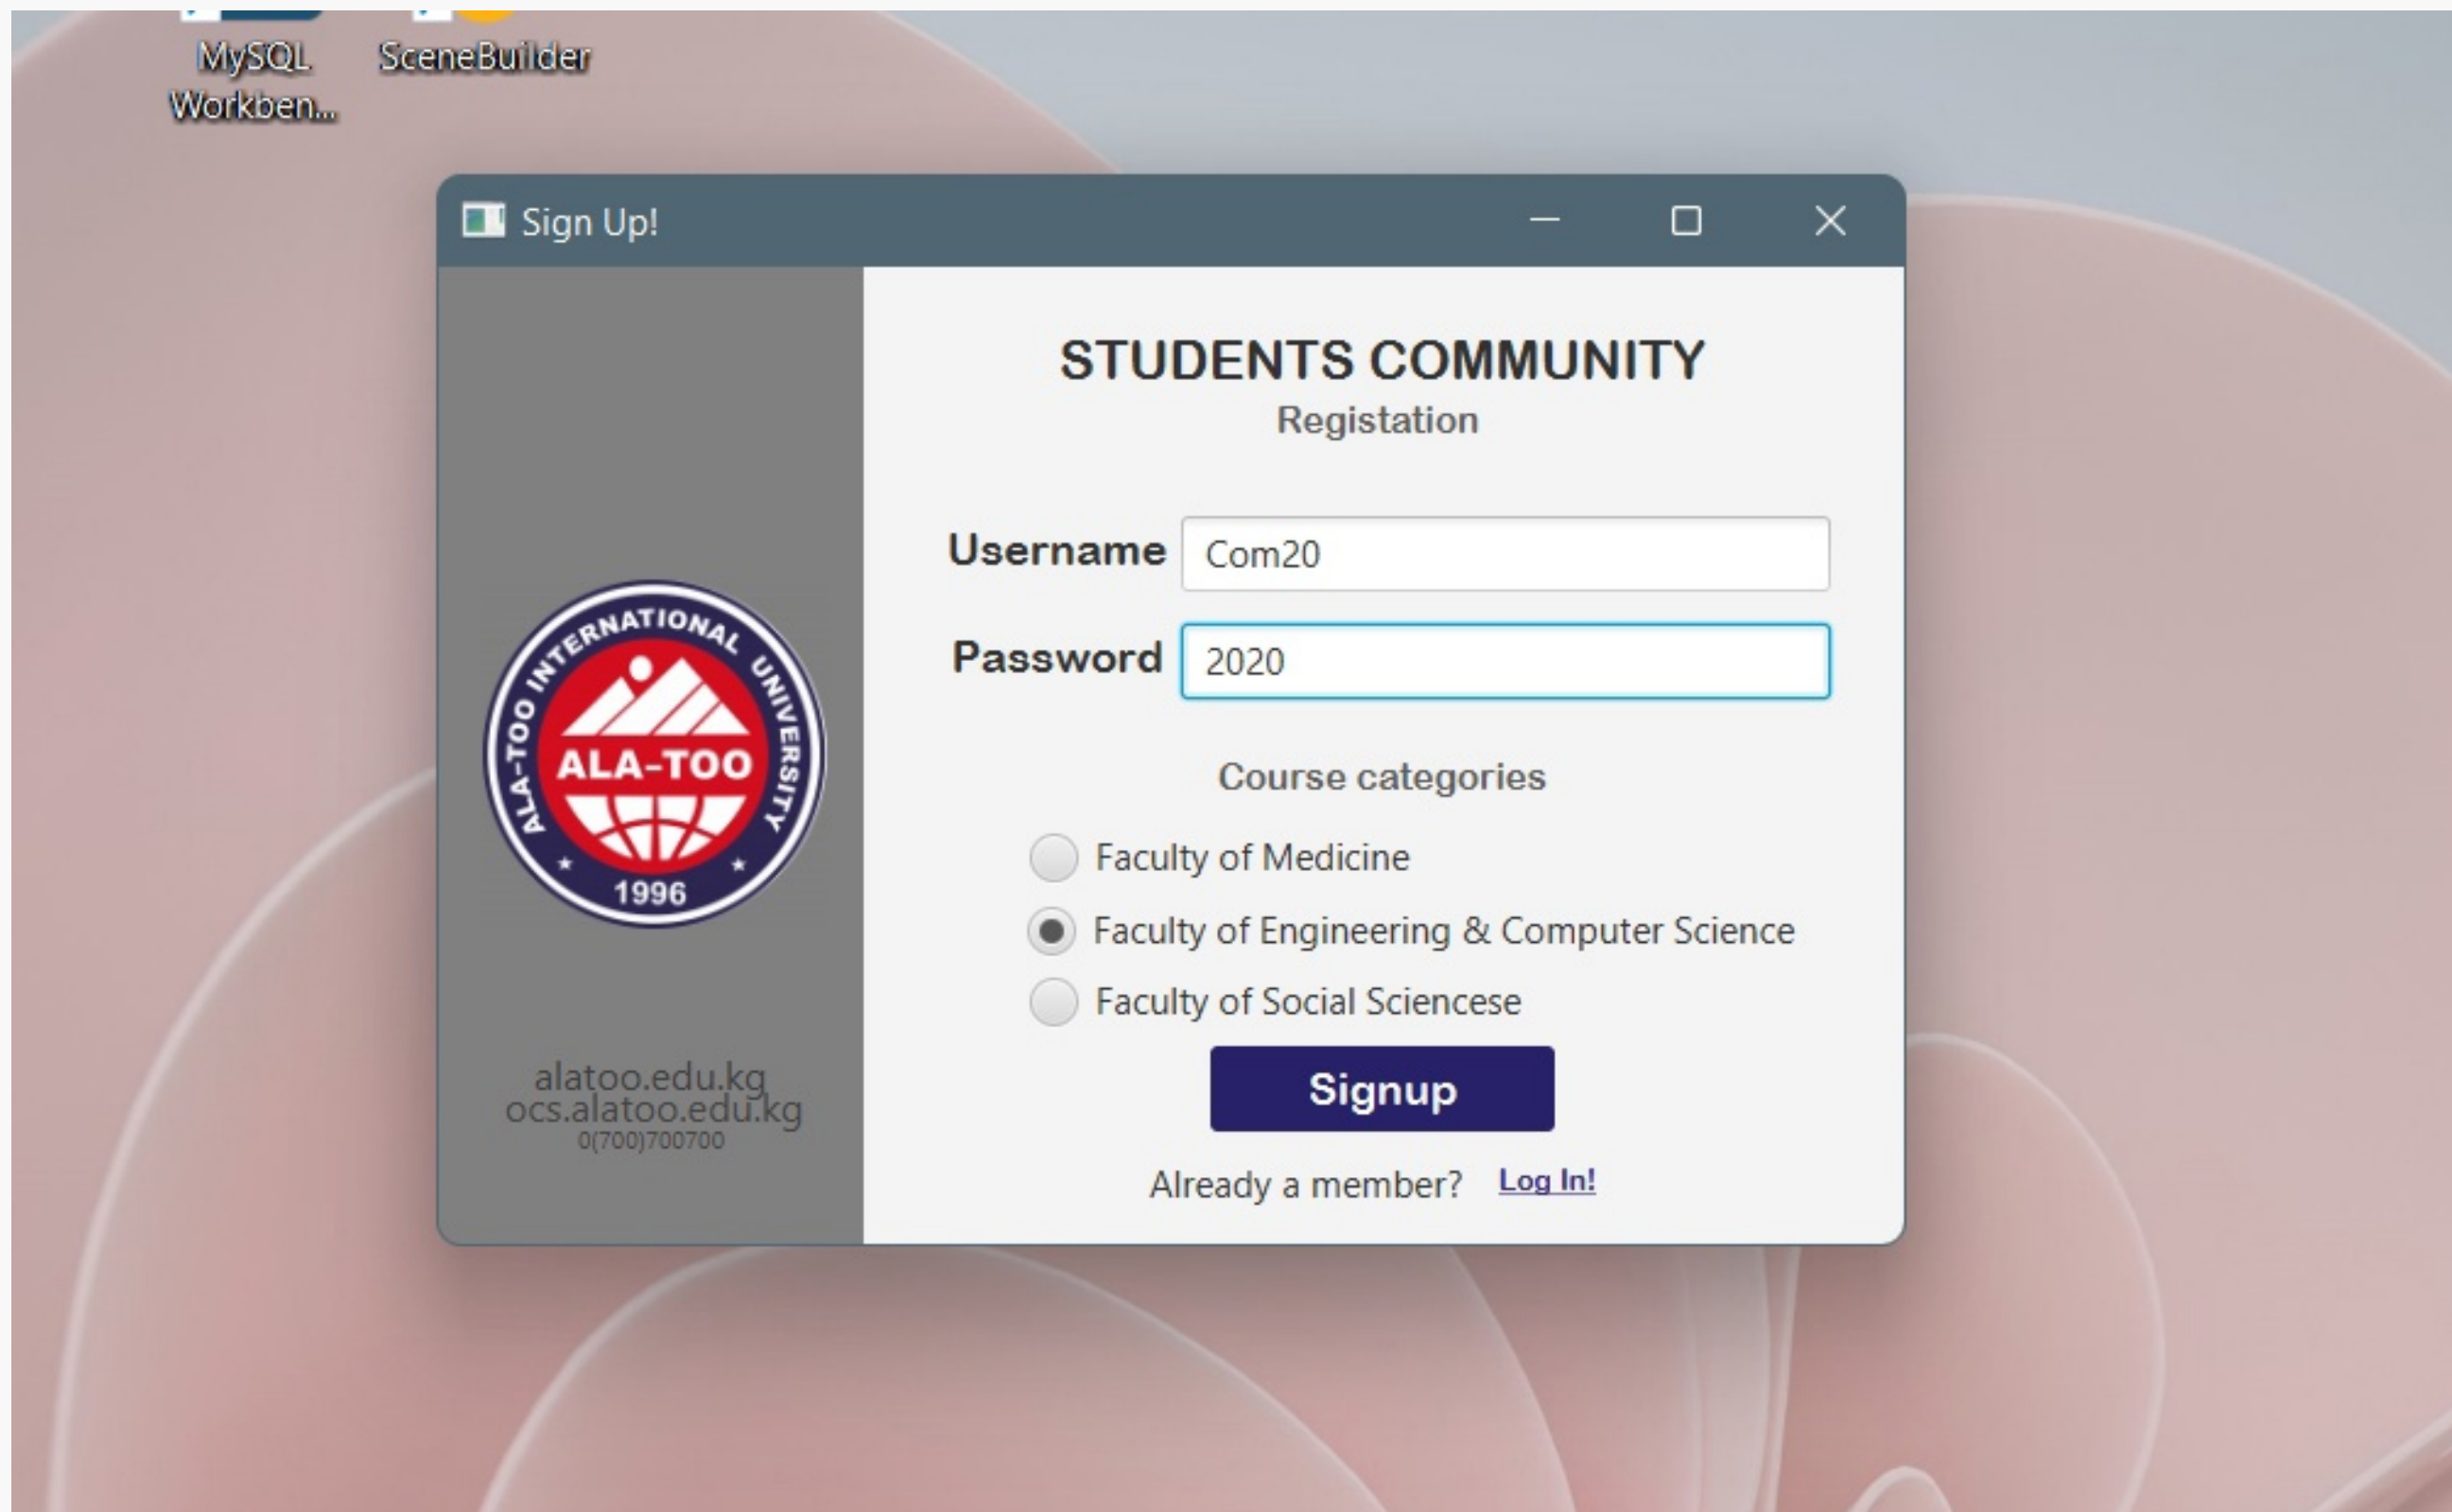 MySQL
Workben...
SceneBuilder
Sign Up!
STUDENTS COMMUNITY
Registation
Username
Com20
Password
2020
Course categories
Faculty of Medicine
Faculty of Engineering & Computer Science
Faculty of Social Sciencese
Signup
Already a member? Log In!
ALA-TOO INTERNATIONAL UNIVERSITY
ALA-TOO
1996
alatoo.edu.kg
ocs.alatoo.edu.kg
0(700)700700